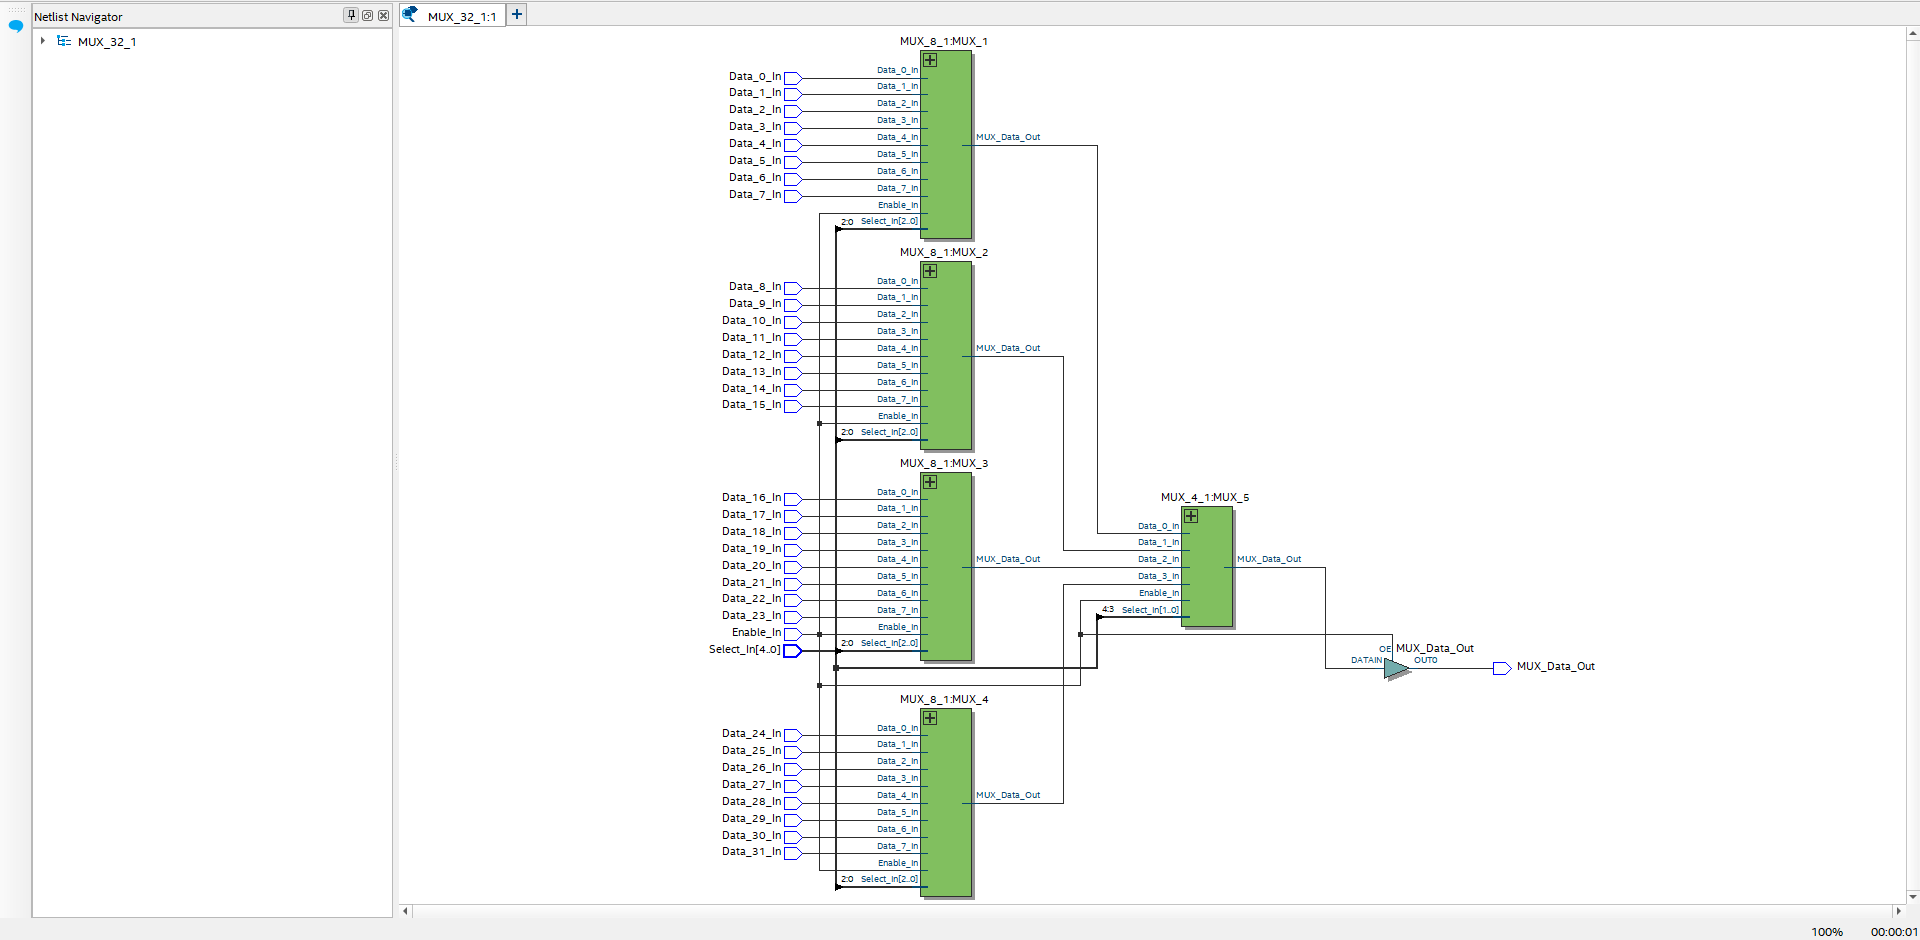 Netlist Navigator
MUX_32_1:1
MUX_32_1
MUX_8_1:MUX_1
Data_0_In Data_0_In
Data_1_In Data_1_In
Data_2_In Data_2_In
Data_3_In Data_3_In
Data_4_In Data_4_In MUX_Data_Out
Data_5_In Data_5_In
Data_6_In Data_6_In
Data_7_In Data_7_In
Enable_In
2:0 Select_In[2..0]
MUX_8_1:MUX_2
Data_8_In Data_0_In
Data_9_In Data_1_In
Data_10_In Data_2_In
Data_11_In Data_3_In
Data_12_In Data_4_In MUX_Data_Out
Data_13_In Data_5_In
Data_14_In Data_6_In
Data_15_In Data_7_In
Enable_In
2:0 Select_In[2..0]
MUX_8_1:MUX_3
Data_16_In Data_0_In
Data_17_In Data_1_In
Data_18_In Data_2_In
Data_19_In Data_3_In
Data_20_In Data_4_In MUX_Data_Out
Data_21_In Data_5_In
Data_22_In Data_6_In
Data_23_In Data_7_In
Enable_In Enable_In
Select_In[4..0] 2:0 Select_In[2..0]
MUX_4_1:MUX_5
Data_0_In
Data_1_In
Data_2_In MUX_Data_Out
Data_3_In
Enable_In
4:3 Select_In[1..0]
OE MUX_Data_Out
DATAIN OUT0 MUX_Data_Out
MUX_8_1:MUX_4
Data_24_In Data_0_In
Data_25_In Data_1_In
Data_26_In Data_2_In
Data_27_In Data_3_In
Data_28_In Data_4_In MUX_Data_Out
Data_29_In Data_5_In
Data_30_In Data_6_In
Data_31_In Data_7_In
Enable_In
2:0 Select_In[2..0]
100% 00:00:01